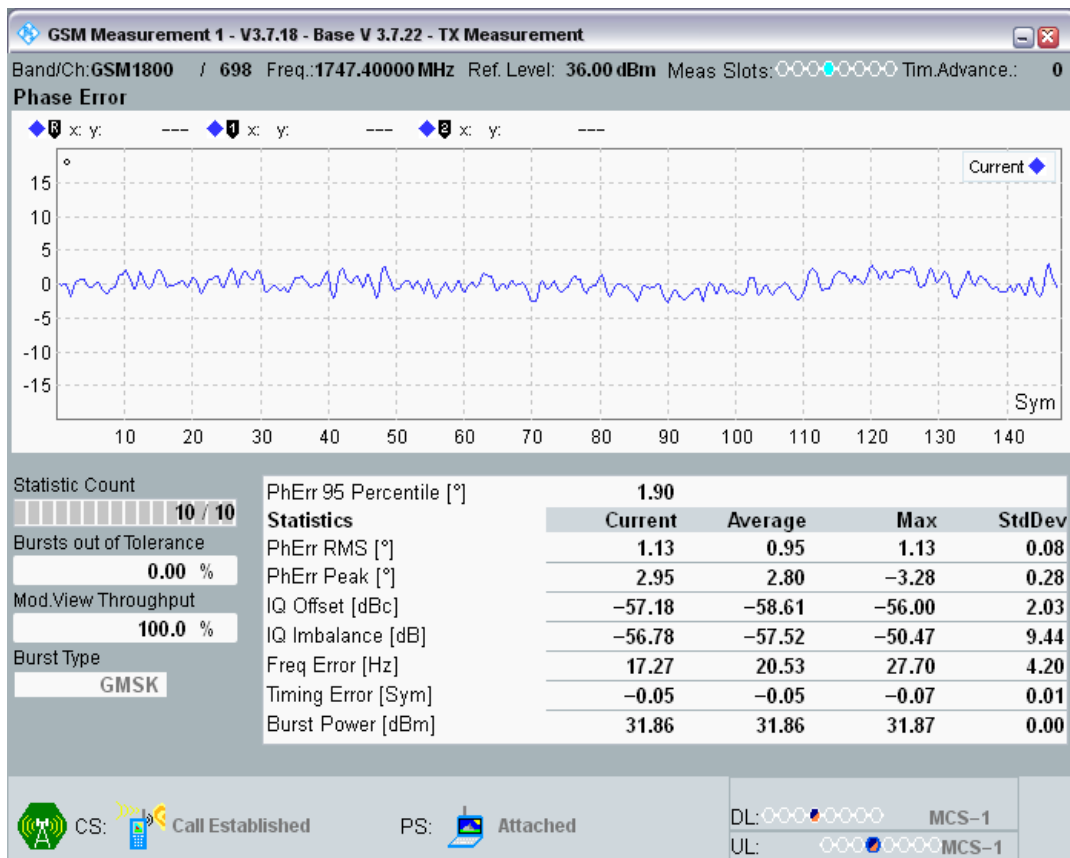 GSM Measurement 1 - V3.7.18 - Base V 3.7.22 - TX Measurement
Band/Ch:GSM1800 / 698 Freq.:1747.40000 MHz Ref. Level: 36.00 dBm Meas Slots: Tim.Advance.: 0
Phase Error
R x: y: --- 1 x: y: --- 2 x: y: ---
° Current
15
10
5
0
-5
-10
-15
Sym
10 20 30 40 50 60 70 80 90 100 110 120 130 140
Statistic Count
10 / 10
Bursts out of Tolerance
0.00 %
Mod.View Throughput
100.0 %
Burst Type
GMSK
PhErr 95 Percentile [°] 1.90
Statistics Current Average Max StdDev
PhErr RMS [°] 1.13 0.95 1.13 0.08
PhErr Peak [°] 2.95 2.80 −3.28 0.28
IQ Offset [dBc] −57.18 −58.61 −56.00 2.03
IQ Imbalance [dB] −56.78 −57.52 −50.47 9.44
Freq Error [Hz] 17.27 20.53 27.70 4.20
Timing Error [Sym] −0.05 −0.05 −0.07 0.01
Burst Power [dBm] 31.86 31.86 31.87 0.00
CS: Call Established PS: Attached
DL: MCS−1
UL: MCS−1